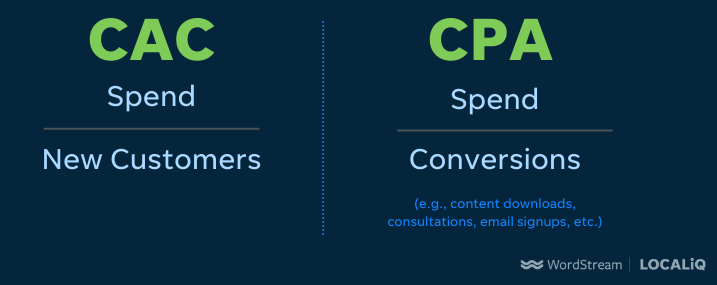 CAC
Spend
New Customers
CPA
Spend
Conversions
(e.g., content downloads,
consultations, email signups, etc.)
WordStream | LOCALiQ